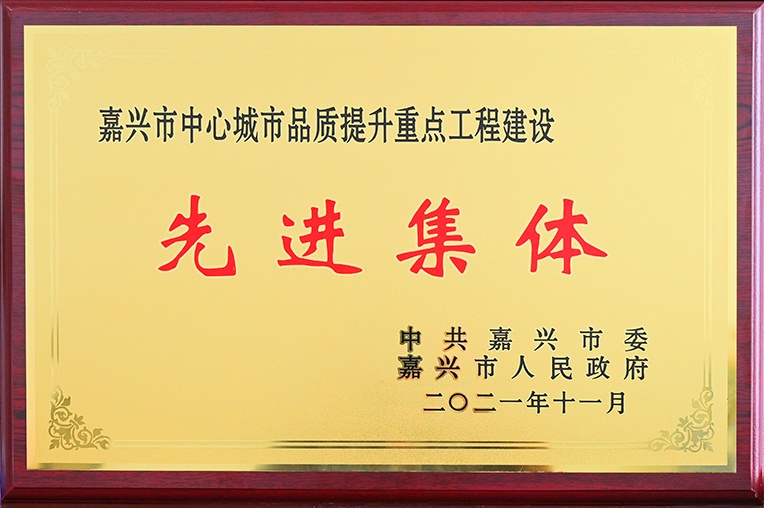 嘉兴市中心城市品质提升重点工程建设
先进集体
中共嘉兴市委
嘉兴市人民政府
二〇二一年十一月